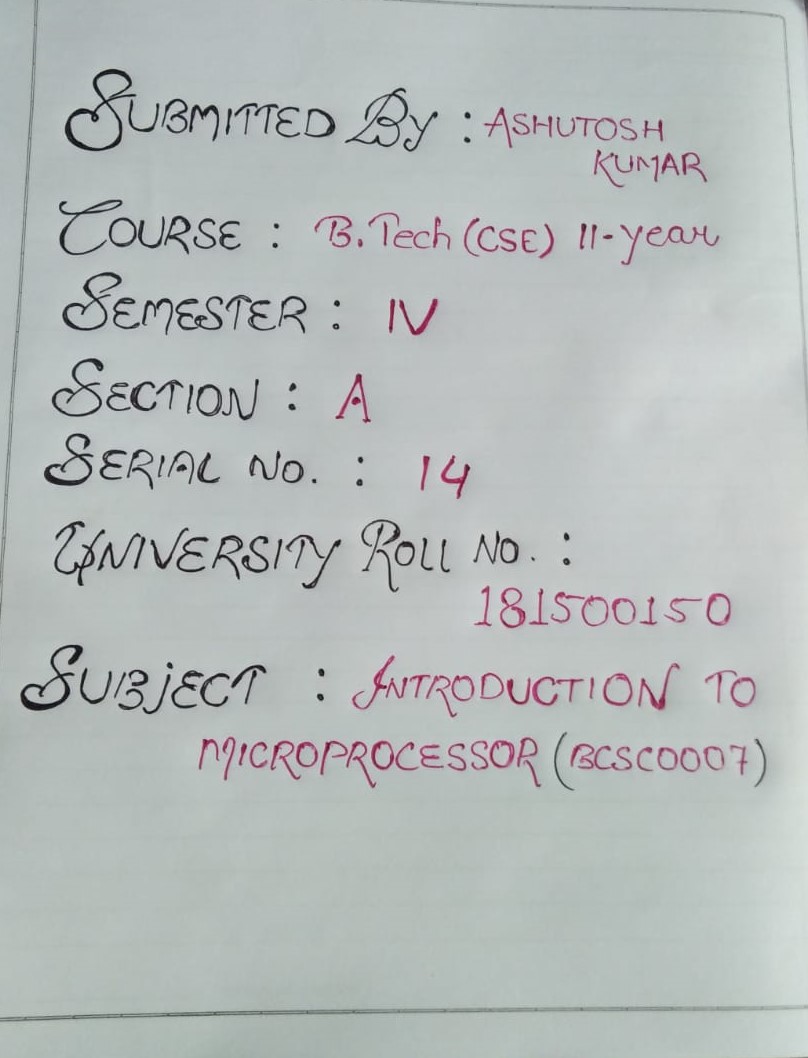 SUBMITTED BY : ASHUTOSH
KUMAR
COURSE : B.Tech (CSE) II-year
SEMESTER : IV
SECTION : A
SERIAL NO. : 14
UNIVERSITY ROLL NO. :
181500150
SUBJECT : INTRODUCTION TO
MICROPROCESSOR (BCSC0007)